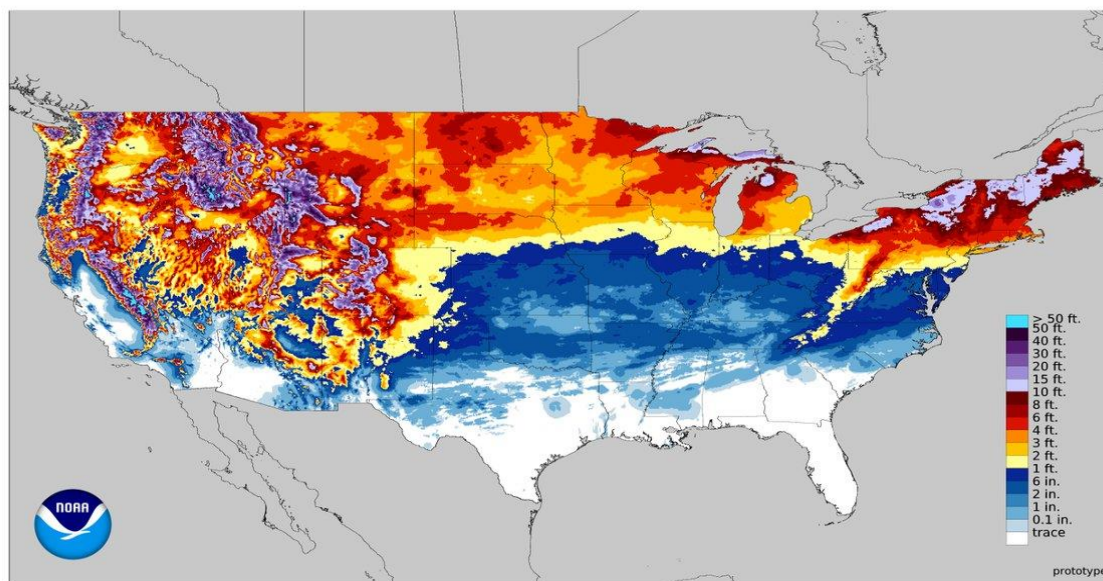 > 50 ft.
50 ft.
40 ft.
30 ft.
20 ft.
15 ft.
10 ft.
8 ft.
6 ft.
4 ft.
3 ft.
2 ft.
1 ft.
6 in.
2 in.
1 in.
0.1 in.
trace
NOAA
prototype